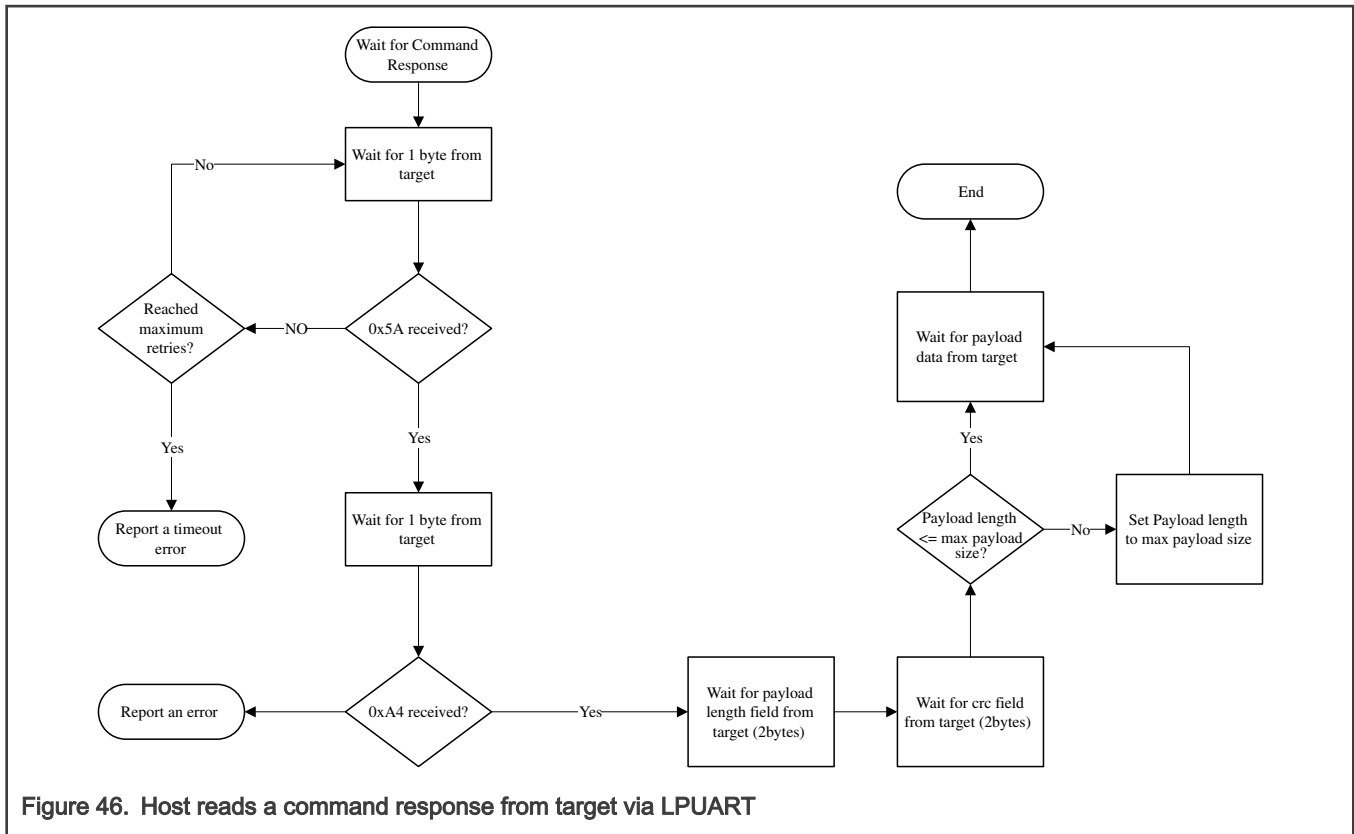 Wait for Command
Response
Wait for 1 byte from
target
No
Reached
maximum
retries?
NO
0x5A received?
Yes
Report a timeout
error
Yes
Wait for 1 byte from
target
0xA4 received?
Report an error
Yes
Wait for payload
length field from
target (2bytes)
Wait for crc field
from target (2bytes)
Payload length
<= max payload
size?
No
Set Payload length
to max payload size
Yes
Wait for payload
data from target
End
Figure 46. Host reads a command response from target via LPUART